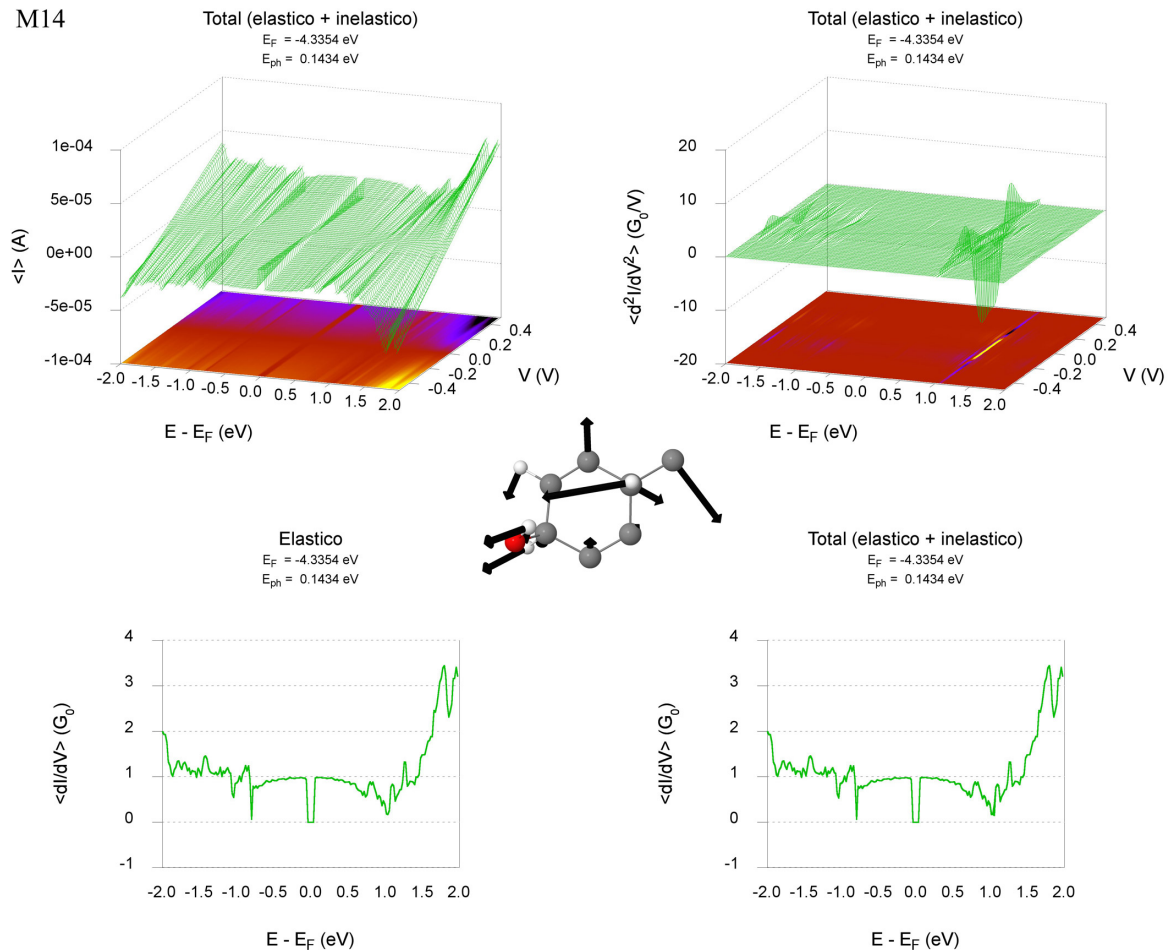 M14
Total (elastico + inelastico)
E_F = -4.3354 eV
E_ph = 0.1434 eV
<I> (A)
1e-04
5e-05
0e+00
-5e-05
-1e-04
-2.0 -1.5 -1.0 -0.5 0.0 0.5 1.0 1.5 2.0
E - E_F (eV)
-0.4 -0.2 0.0 0.2 0.4
V (V)
Total (elastico + inelastico)
E_F = -4.3354 eV
E_ph = 0.1434 eV
<d²I/dV²> (G₀/V)
20
10
0
-10
-20
-2.0 -1.5 -1.0 -0.5 0.0 0.5 1.0 1.5 2.0
E - E_F (eV)
-0.4 -0.2 0.0 0.2 0.4
V (V)
Elastico
E_F = -4.3354 eV
E_ph = 0.1434 eV
<dI/dV> (G₀)
4
3
2
1
0
-1
-2.0 -1.5 -1.0 -0.5 0.0 0.5 1.0 1.5 2.0
E - E_F (eV)
Total (elastico + inelastico)
E_F = -4.3354 eV
E_ph = 0.1434 eV
<dI/dV> (G₀)
4
3
2
1
0
-1
-2.0 -1.5 -1.0 -0.5 0.0 0.5 1.0 1.5 2.0
E - E_F (eV)